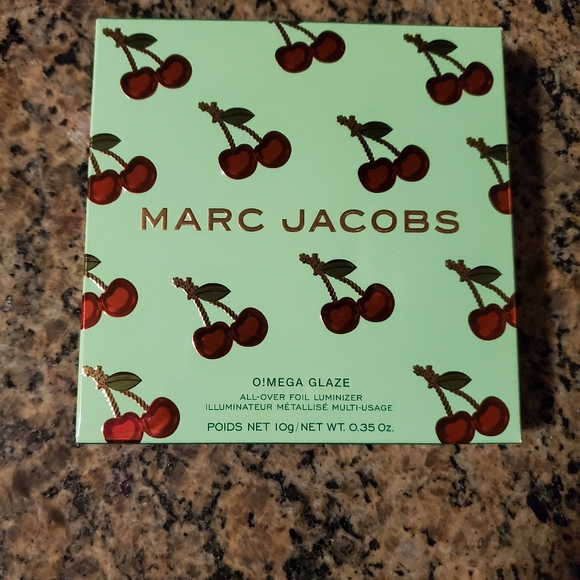 MARC JACOBS
O!MEGA GLAZE
ALL-OVER FOIL LUMINIZER
ILLUMINATEUR MÉTALLISÉ MULTI-USAGE
POIDS NET 10g/NET WT. 0.35 Oz.